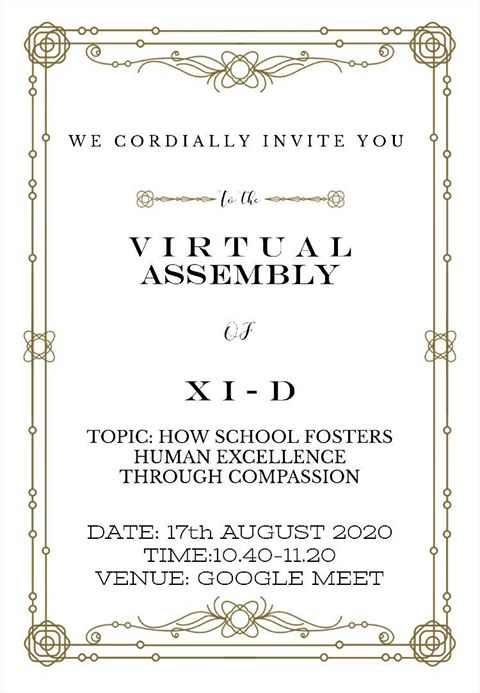 WE CORDIALLY INVITE YOU
to the
VIRTUAL
ASSEMBLY
OF
XI-D
TOPIC: HOW SCHOOL FOSTERS
HUMAN EXCELLENCE
THROUGH COMPASSION
DATE: 17th AUGUST 2020
TIME:10.40-11.20
VENUE: GOOGLE MEET